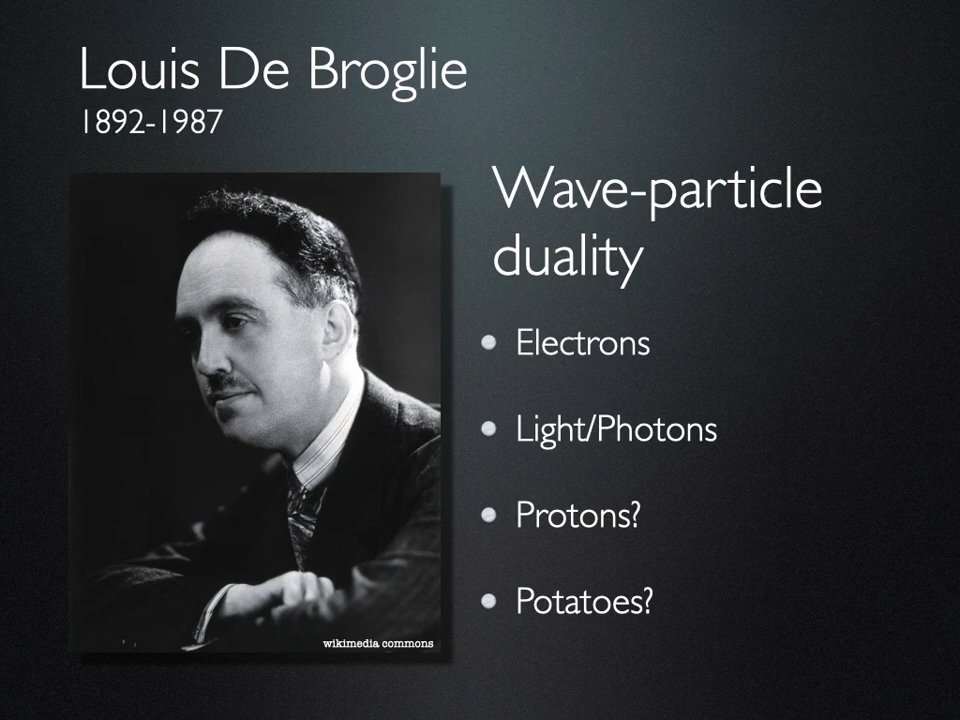 Louis De Broglie
1892-1987
Wave-particle
duality
Electrons
Light/Photons
Protons?
Potatoes?
wikimedia commons